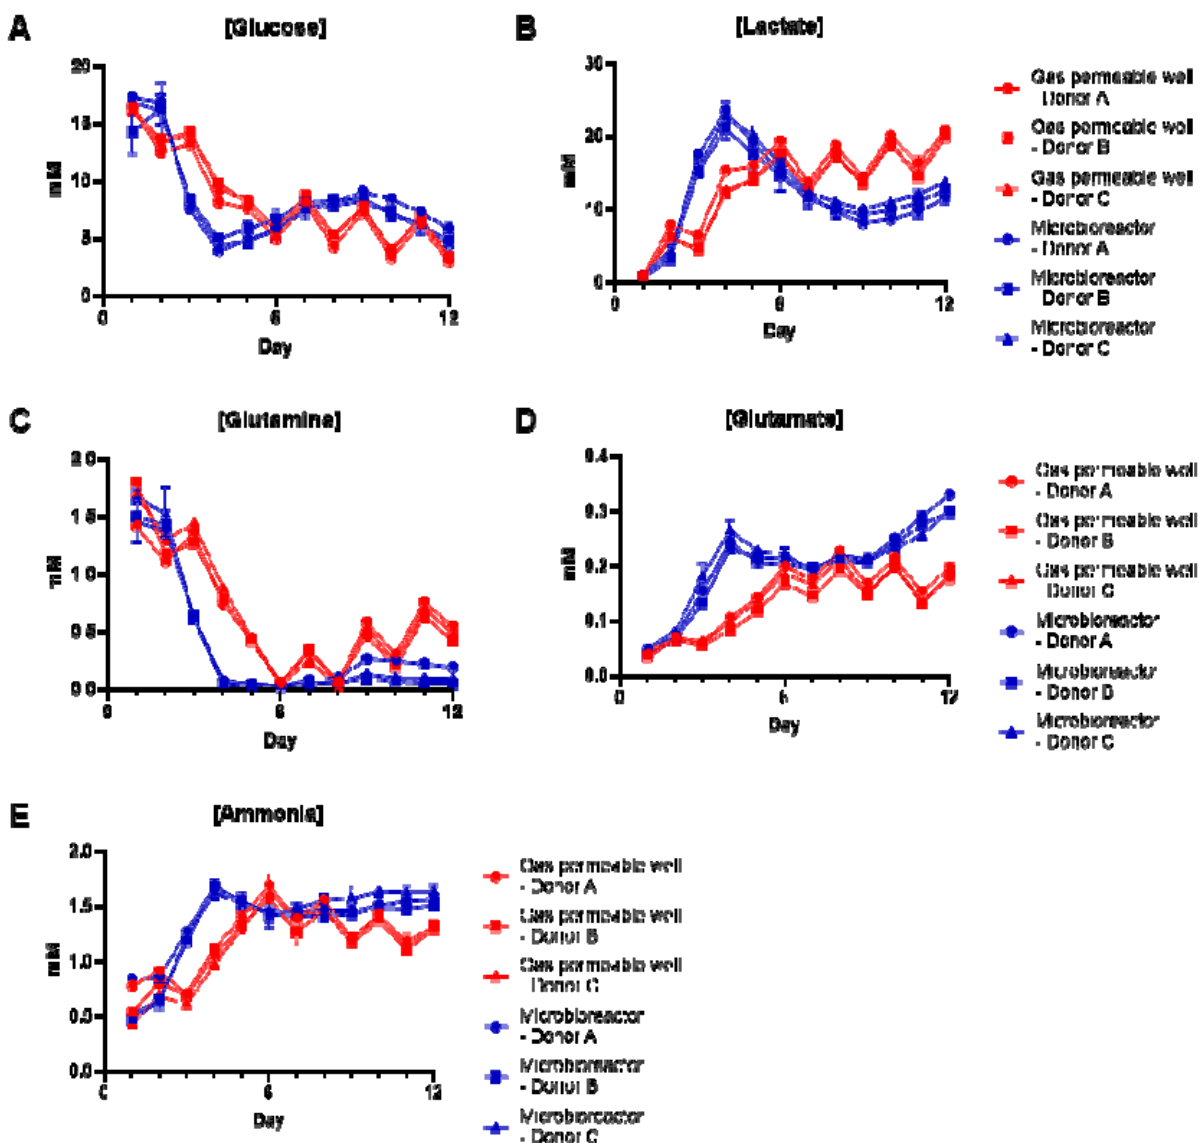 A
[Glucose]
20
15
10
5
0
mM
0 6 12
Day
B
[Lactate]
30
20
10
0
mM
0 6 12
Day
Gas permeable well
- Donor A
Gas permeable well
- Donor B
Gas permeable well
- Donor C
Microbioreactor
- Donor A
Microbioreactor
- Donor B
Microbioreactor
- Donor C
C
[Glutamine]
2.0
1.5
1.0
0.5
0.0
mM
0 6 12
Day
D
[Glutamate]
0.4
0.3
0.2
0.1
0.0
mM
0 6 12
Day
Gas permeable well
- Donor A
Gas permeable well
- Donor B
Gas permeable well
- Donor C
Microbioreactor
- Donor A
Microbioreactor
- Donor B
Microbioreactor
- Donor C
E
[Ammonia]
2.0
1.5
1.0
0.5
0.0
mM
0 6 12
Day
Gas permeable well
- Donor A
Gas permeable well
- Donor B
Gas permeable well
- Donor C
Microbioreactor
- Donor A
Microbioreactor
- Donor B
Microbioreactor
- Donor C